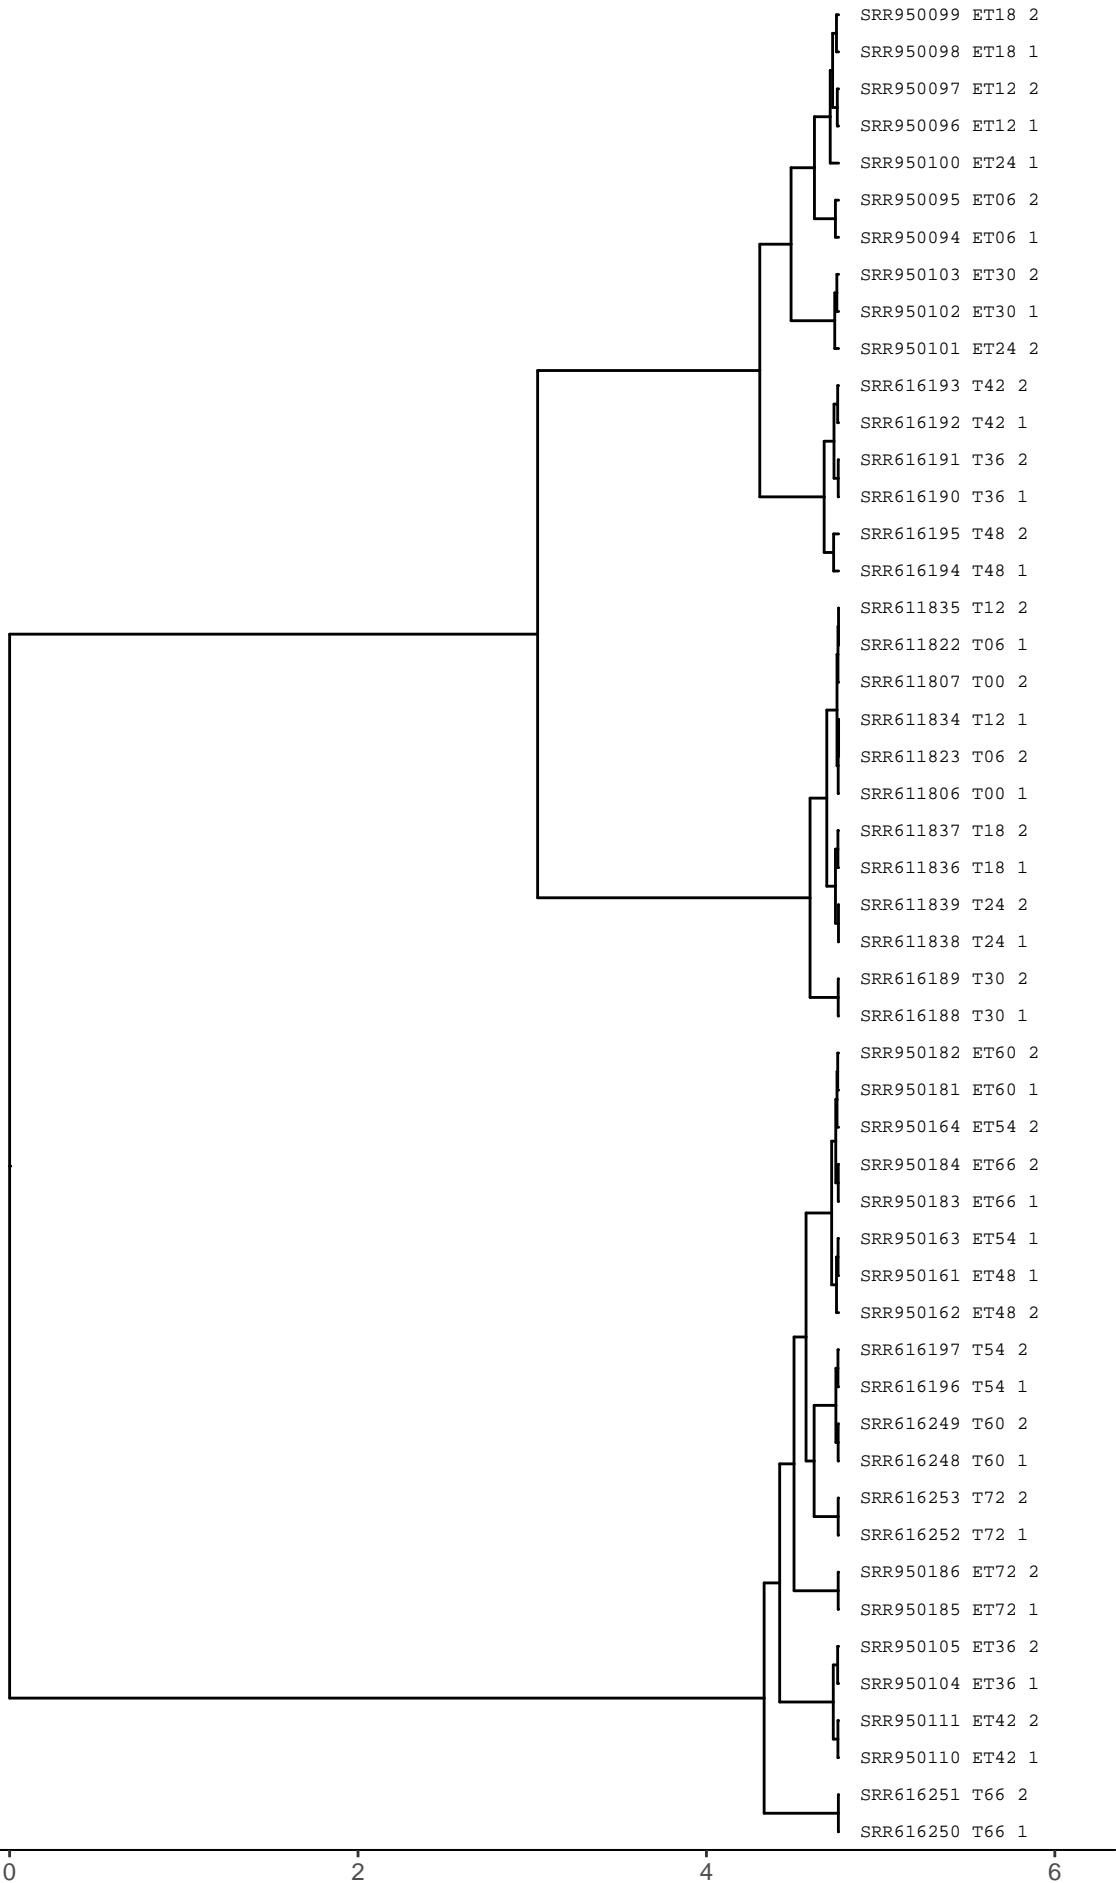 SRR950099 ET18 2
SRR950098 ET18 1
SRR950097 ET12 2
SRR950096 ET12 1
SRR950100 ET24 1
SRR950095 ET06 2
SRR950094 ET06 1
SRR950103 ET30 2
SRR950102 ET30 1
SRR950101 ET24 2
SRR616193 T42 2
SRR616192 T42 1
SRR616191 T36 2
SRR616190 T36 1
SRR616195 T48 2
SRR616194 T48 1
SRR611835 T12 2
SRR611822 T06 1
SRR611807 T00 2
SRR611834 T12 1
SRR611823 T06 2
SRR611806 T00 1
SRR611837 T18 2
SRR611836 T18 1
SRR611839 T24 2
SRR611838 T24 1
SRR616189 T30 2
SRR616188 T30 1
SRR950182 ET60 2
SRR950181 ET60 1
SRR950164 ET54 2
SRR950184 ET66 2
SRR950183 ET66 1
SRR950163 ET54 1
SRR950161 ET48 1
SRR950162 ET48 2
SRR616197 T54 2
SRR616196 T54 1
SRR616249 T60 2
SRR616248 T60 1
SRR616253 T72 2
SRR616252 T72 1
SRR950186 ET72 2
SRR950185 ET72 1
SRR950105 ET36 2
SRR950104 ET36 1
SRR950111 ET42 2
SRR950110 ET42 1
SRR616251 T66 2
SRR616250 T66 1
0 2 4 6